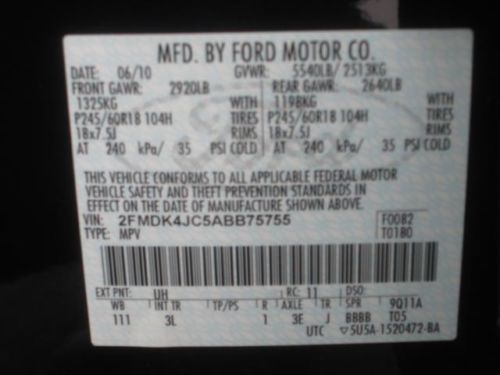 MFD. BY FORD MOTOR CO.
DATE: 06/10 GVWR: 5540LB/ 2513KG
FRONT GAWR: 2920LB REAR GAWR: 2640LB
1325KG WITH 1198KG WITH
P245/60R18 104H TIRES P245/60R18 104H TIRES
18x7.5J RIMS 18x7.5J RIMS
AT 240 kPa/ 35 PSI COLD AT 240 kPa/ 35 PSI COLD
THIS VEHICLE CONFORMS TO ALL APPLICABLE FEDERAL MOTOR
VEHICLE SAFETY AND THEFT PREVENTION STANDARDS IN
EFFECT ON THE DATE OF MANUFACTURE SHOWN ABOVE.
VIN: 2FMDK4JC5ABB75755 F0082
TYPE: MPV T0180
EXT PNT: UH RC: 11 DSO:
WB INT TR TP/PS R AXLE TR SPR 9Q11A
111 3L 1 3E J BBBB T05
UTC ▽5U5A-1520472-BA